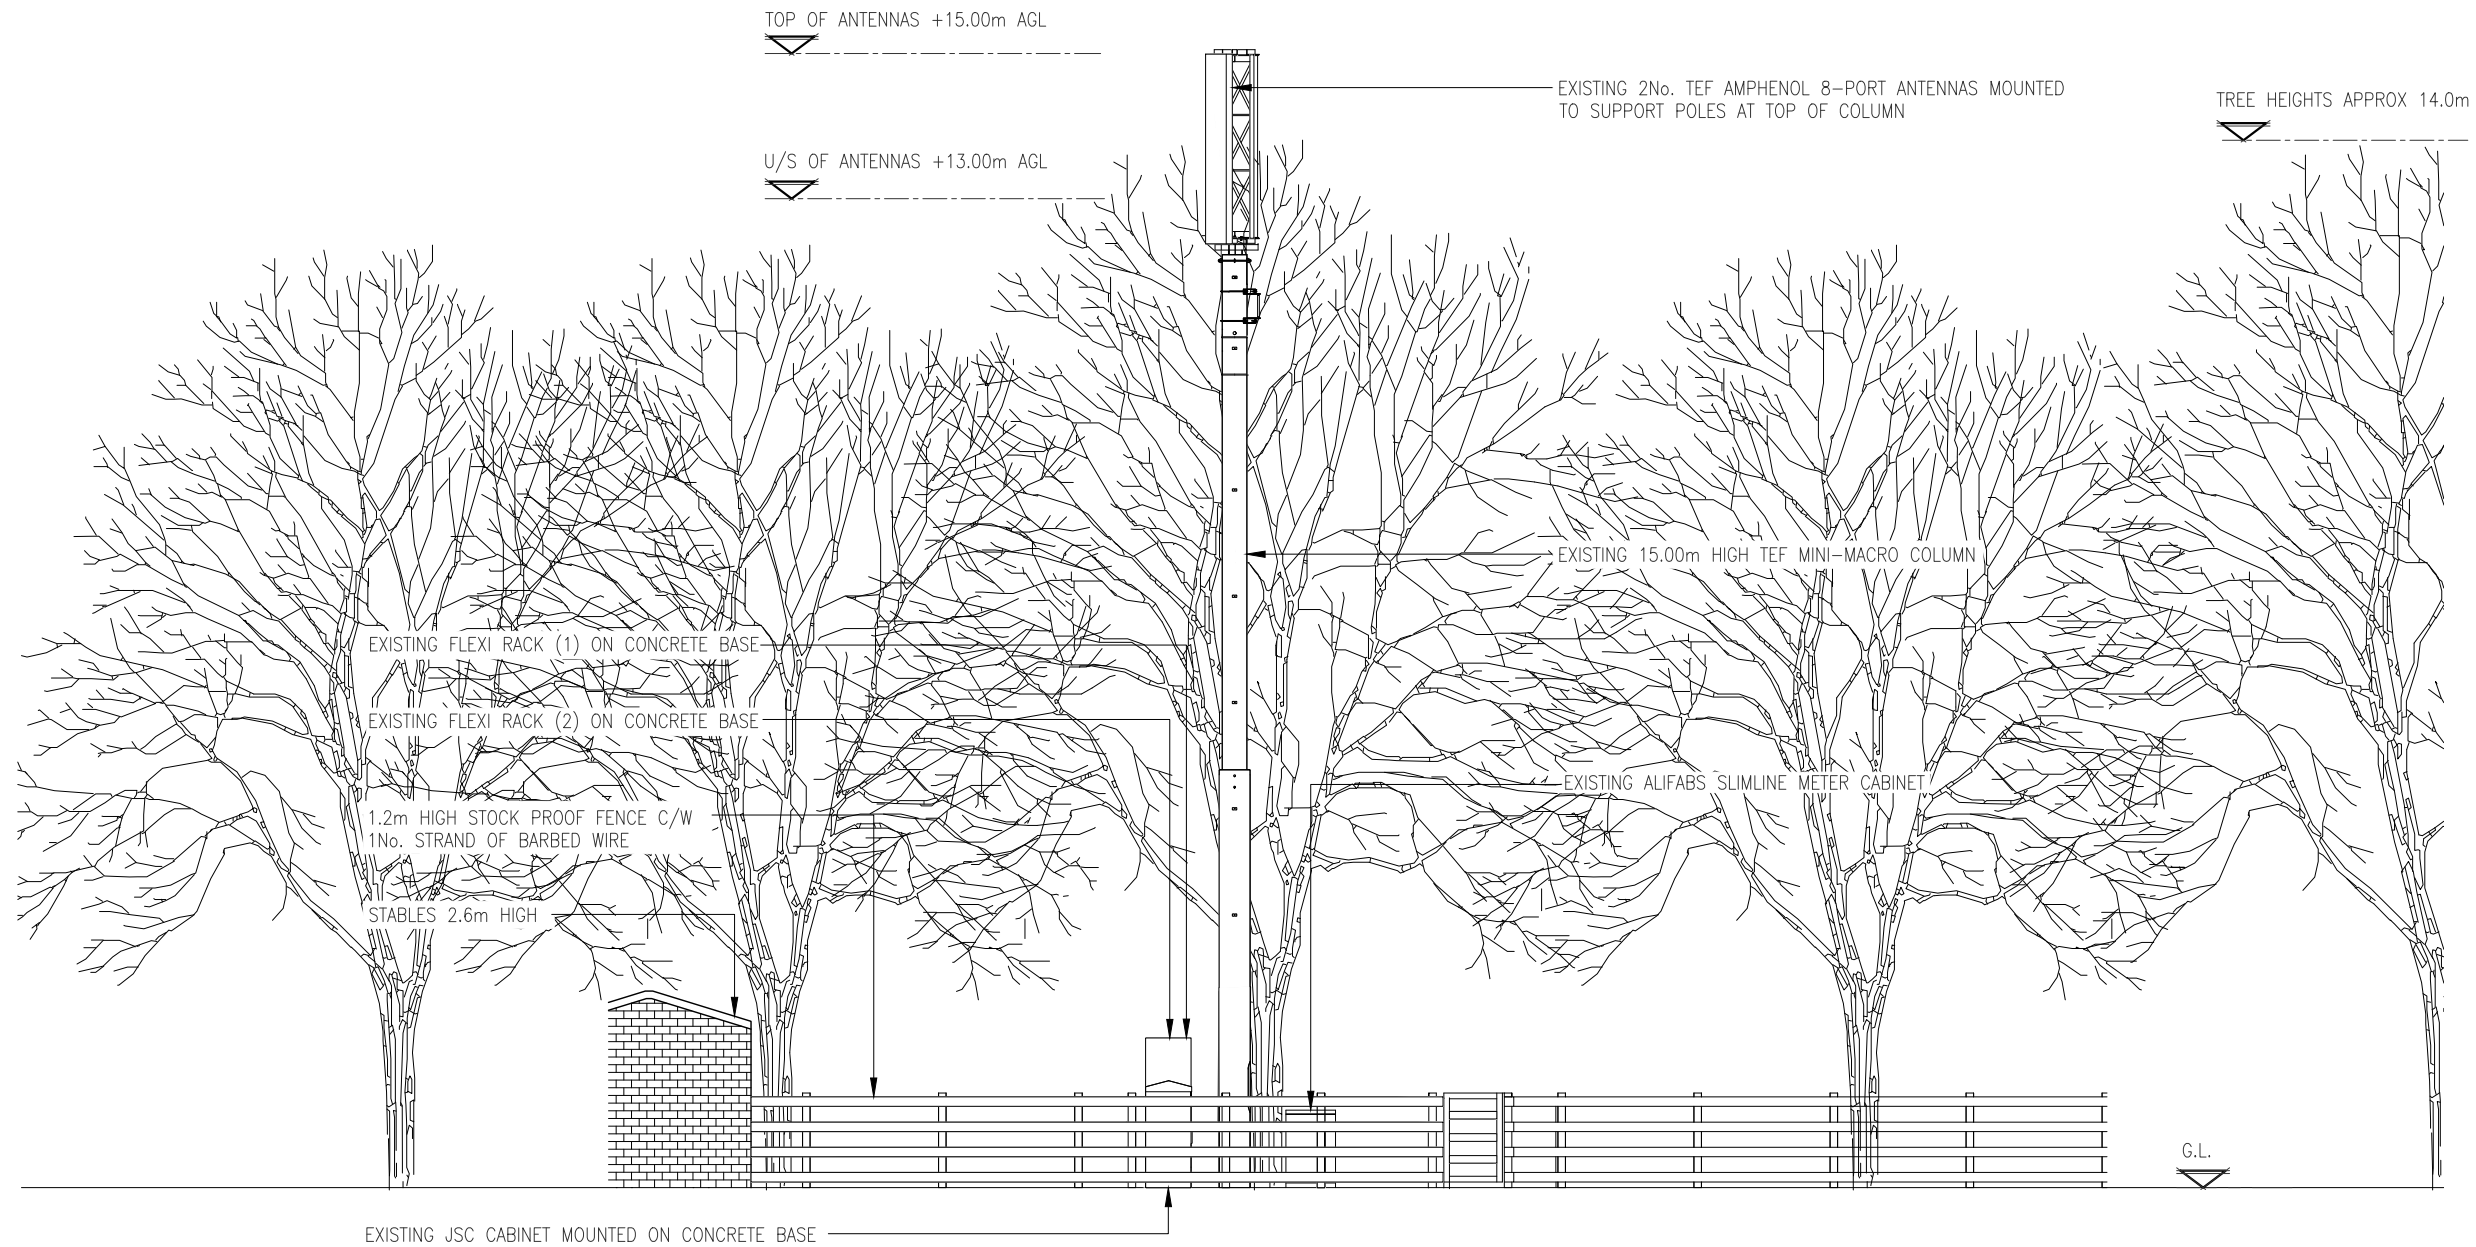 TOP OF ANTENNAS +15.00m AGL
EXISTING 2No. TEF AMPHENOL 8-PORT ANTENNAS MOUNTED
TO SUPPORT POLES AT TOP OF COLUMN
TREE HEIGHTS APPROX 14.0m
U/S OF ANTENNAS +13.00m AGL
EXISTING 15.00m HIGH TEF MINI-MACRO COLUMN
EXISTING FLEXI RACK (1) ON CONCRETE BASE
EXISTING FLEXI RACK (2) ON CONCRETE BASE
EXISTING ALIFABS SLIMLINE METER CABINET
1.2m HIGH STOCK PROOF FENCE C/W
1No. STRAND OF BARBED WIRE
STABLES 2.6m HIGH
G.L.
EXISTING JSC CABINET MOUNTED ON CONCRETE BASE